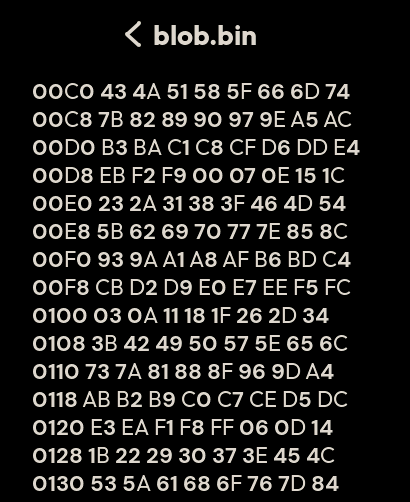 blob.bin
00C0 43 4A 51 58 5F 66 6D 74
00C8 7B 82 89 90 97 9E A5 AC
00D0 B3 BA C1 C8 CF D6 DD E4
00D8 EB F2 F9 00 07 0E 15 1C
00E0 23 2A 31 38 3F 46 4D 54
00E8 5B 62 69 70 77 7E 85 8C
00F0 93 9A A1 A8 AF B6 BD C4
00F8 CB D2 D9 E0 E7 EE F5 FC
0100 03 0A 11 18 1F 26 2D 34
0108 3B 42 49 50 57 5E 65 6C
0110 73 7A 81 88 8F 96 9D A4
0118 AB B2 B9 C0 C7 CE D5 DC
0120 E3 EA F1 F8 FF 06 0D 14
0128 1B 22 29 30 37 3E 45 4C
0130 53 5A 61 68 6F 76 7D 84